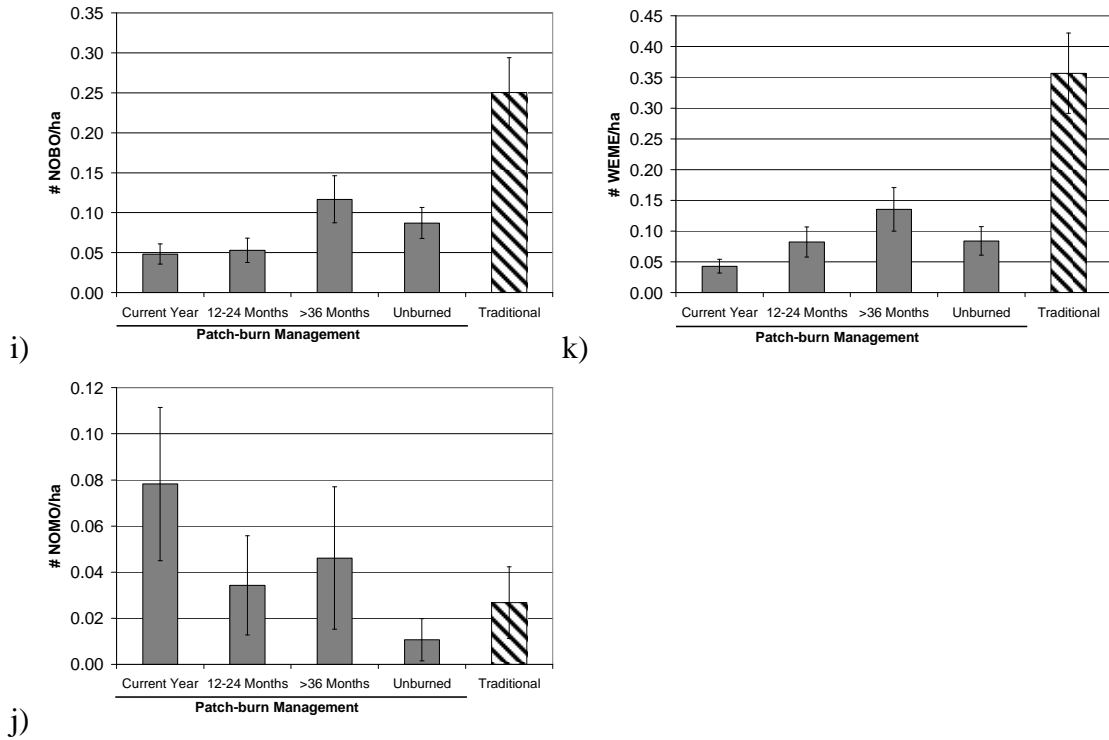 0.35
0.30
0.25
0.20
0.15
0.10
0.05
0.00
# NOBO/ha
Current Year 12-24 Months >36 Months Unburned Traditional
Patch-burn Management
i)
0.45
0.40
0.35
0.30
0.25
0.20
0.15
0.10
0.05
0.00
# WEME/ha
Current Year 12-24 Months >36 Months Unburned Traditional
Patch-burn Management
k)
0.12
0.10
0.08
0.06
0.04
0.02
0.00
# NOMO/ha
Current Year 12-24 Months >36 Months Unburned Traditional
Patch-burn Management
j)